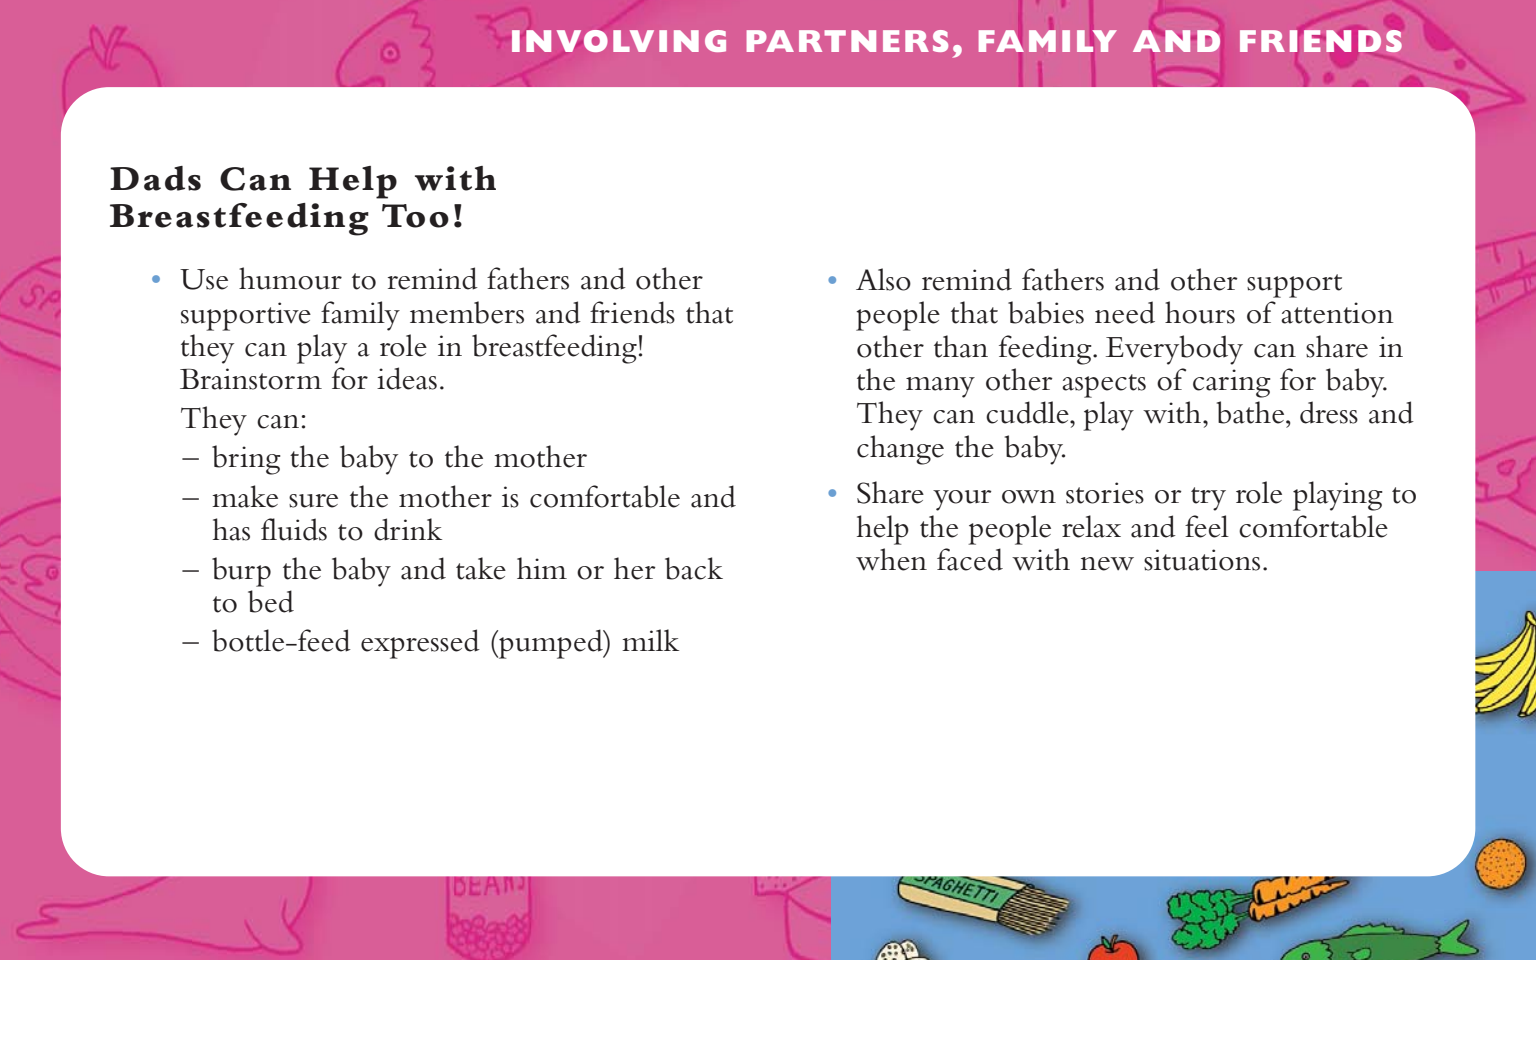 INVOLVING PARTNERS, FAMILY AND FRIENDS
Dads Can Help with
Breastfeeding Too!
• Use humour to remind fathers and other
supportive family members and friends that
they can play a role in breastfeeding!
Brainstorm for ideas.
They can:
– bring the baby to the mother
– make sure the mother is comfortable and
has fluids to drink
– burp the baby and take him or her back
to bed
– bottle-feed expressed (pumped) milk
• Also remind fathers and other support
people that babies need hours of attention
other than feeding. Everybody can share in
the many other aspects of caring for baby.
They can cuddle, play with, bathe, dress and
change the baby.
• Share your own stories or try role playing to
help the people relax and feel comfortable
when faced with new situations.
BEANS
SPAGHETTI